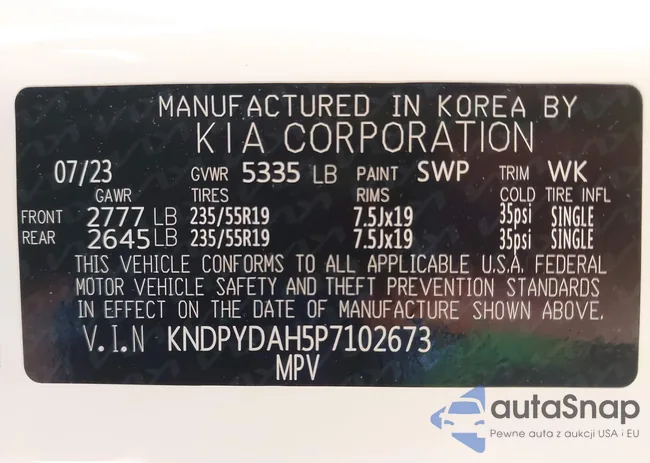 MANUFACTURED IN KOREA BY
KIA CORPORATION
07/23 GVWR 5335 LB PAINT SWP TRIM WK
GAWR TIRES RIMS COLD TIRE INFL
FRONT 2777 LB 235/55R19 7.5Jx19 35psi SINGLE
REAR 2645 LB 235/55R19 7.5Jx19 35psi SINGLE
THIS VEHICLE CONFORMS TO ALL APPLICABLE U.S.A. FEDERAL
MOTOR VEHICLE SAFETY AND THEFT PREVENTION STANDARDS
IN EFFECT ON THE DATE OF MANUFACTURE SHOWN ABOVE.
V.I.N KNDPYDAH5P7102673
MPV
autaSnap
Pewne auta z aukcji USA i EU